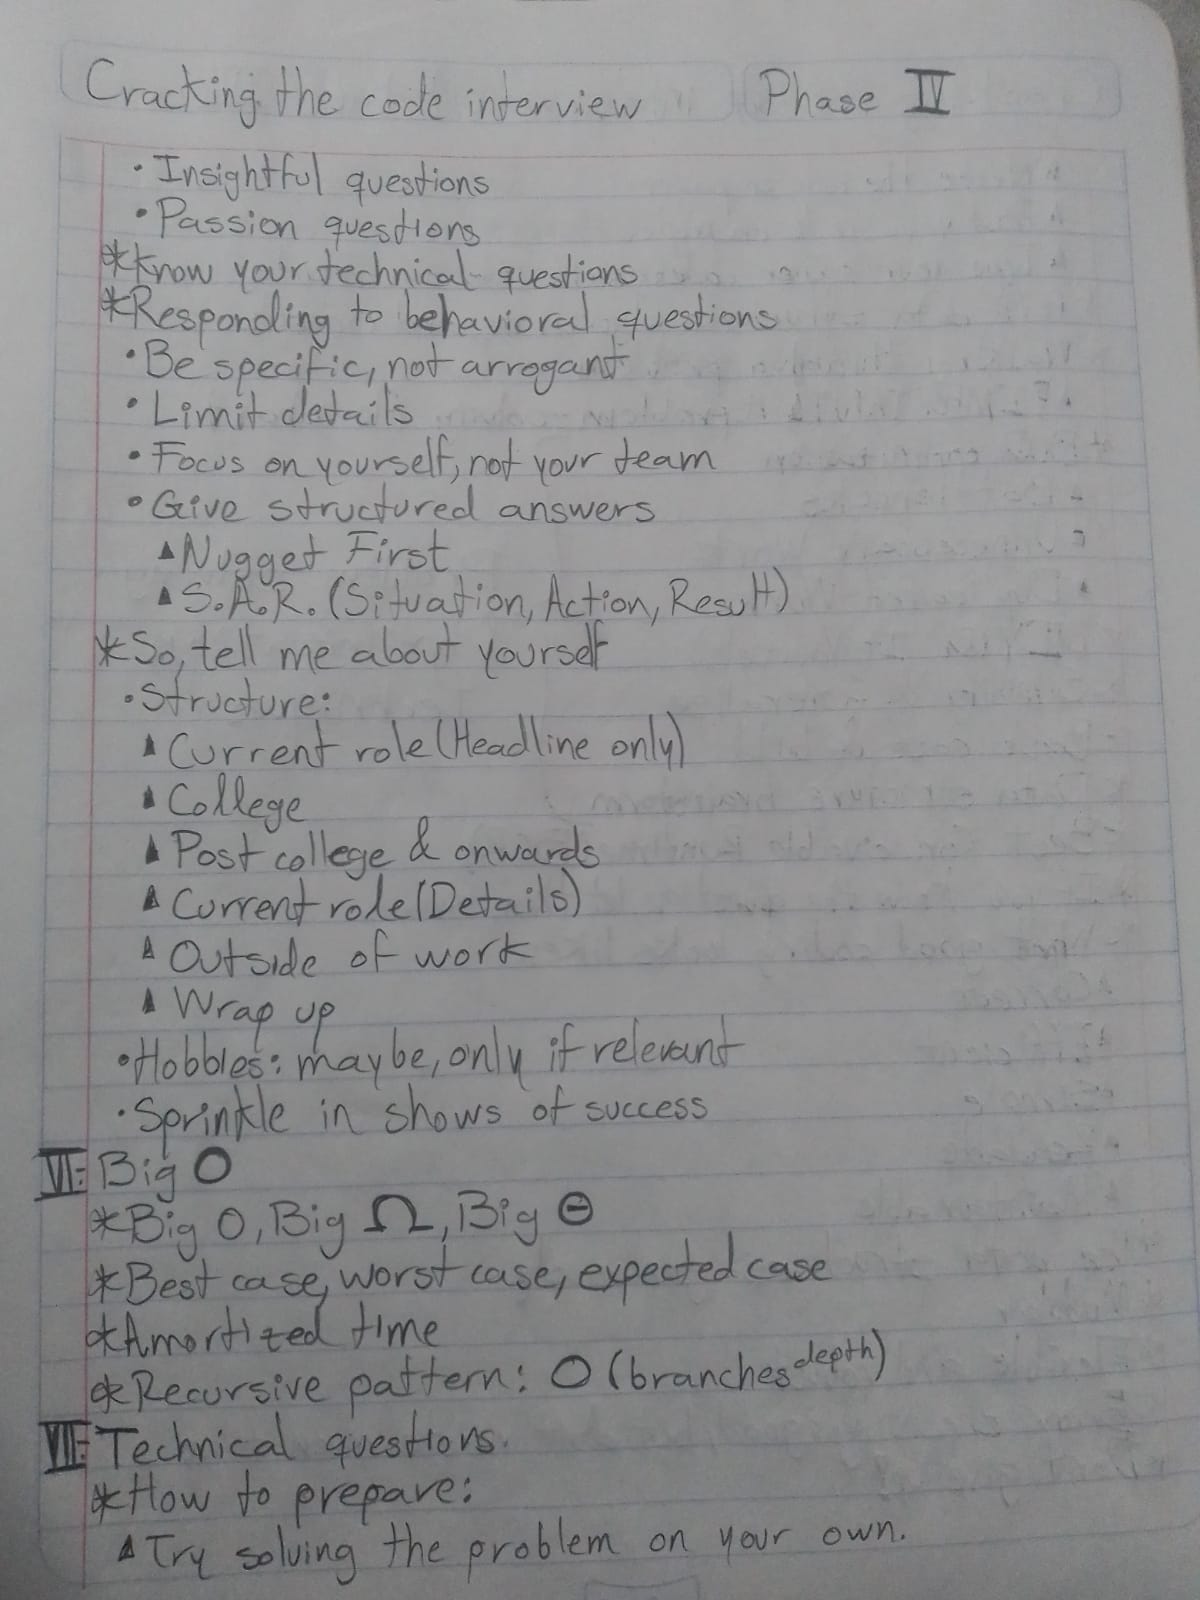 Cracking the code interview Phase IV
• Insightful questions
• Passion questions
* Know your technical questions
* Responding to behavioral questions
• Be specific, not arrogant
• Limit details
• Focus on yourself, not your team
• Give structured answers
▲ Nugget First
▲ S.A.R. (Situation, Action, Result)
* So, tell me about yourself
• Structure:
▲ Current role (Headline only)
▲ College
▲ Post college & onwards
▲ Current role (Details)
▲ Outside of work
▲ Wrap up
• Hobbies: maybe, only if relevant
• Sprinkle in shows of success
VI: Big O
* Big O, Big Ω, Big Θ
* Best case, worst case, expected case
* Amortized time
* Recursive pattern: O (branches^depth)
VII: Technical questions.
* How to prepare:
▲ Try solving the problem on your own.